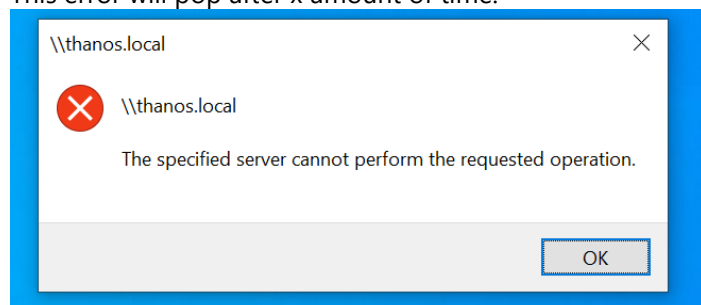 This error will pop after x amount of time.
\\thanos.local
\\thanos.local
The specified server cannot perform the requested operation.
OK